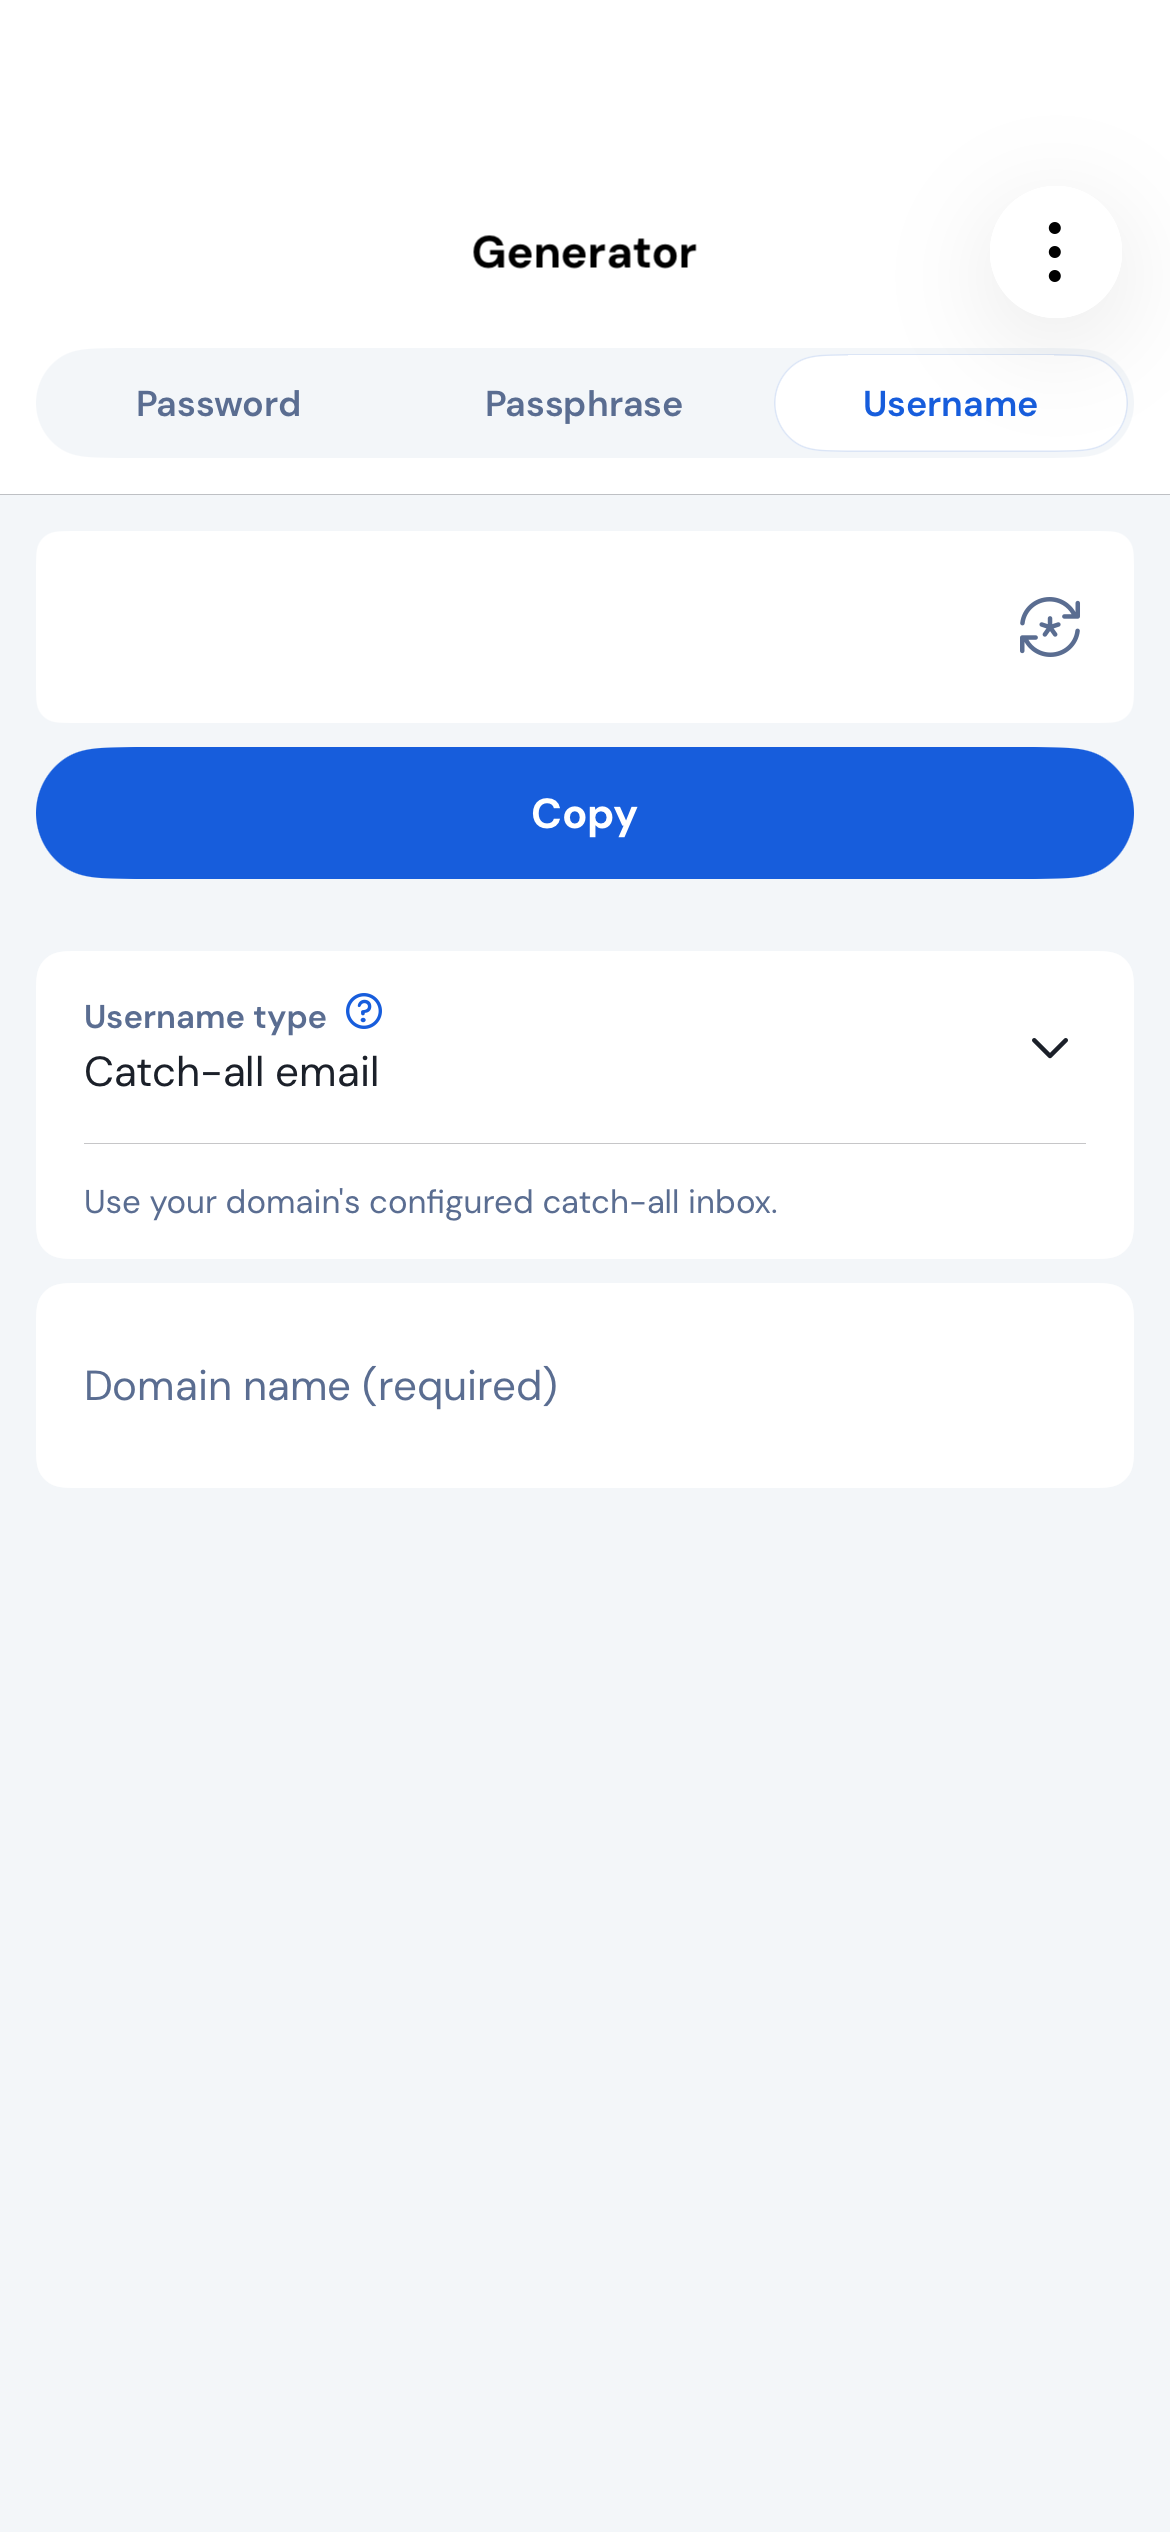 Generator
Password Passphrase Username
Copy
Username type
Catch-all email
Use your domain's configured catch-all inbox.
Domain name (required)